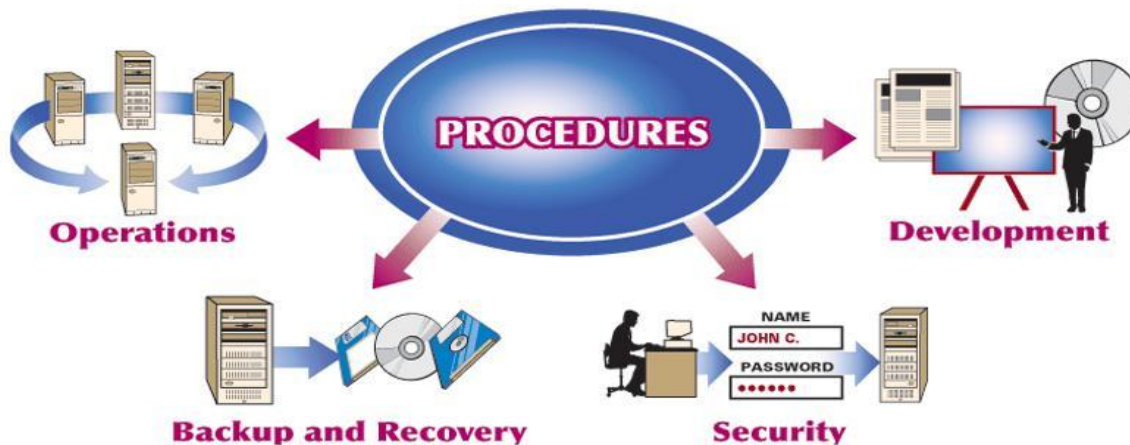 PROCEDURES
Operations
Development
NAME
JOHN C.
PASSWORD
Backup and Recovery
Security